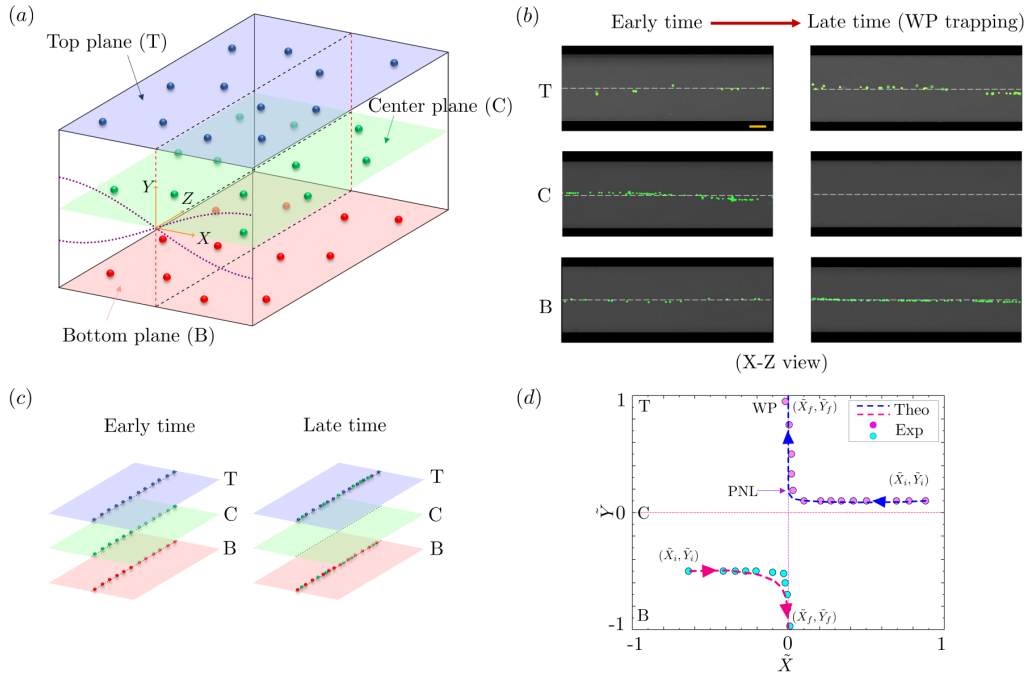 (a)
Top plane (T)
Center plane (C)
Y
Z
X
Bottom plane (B)
(b)
Early time
Late time (WP trapping)
T
C
B
(X-Z view)
(c)
Early time
Late time
T
C
B
T
C
B
(d)
1
T
WP
(X̃f, Ỹf)
Theo
Exp
PNL
(X̃i, Ỹi)
Ỹ
0
C
(X̃i, Ỹi)
(X̃f, Ỹf)
B
-1
-1
0
1
X̃